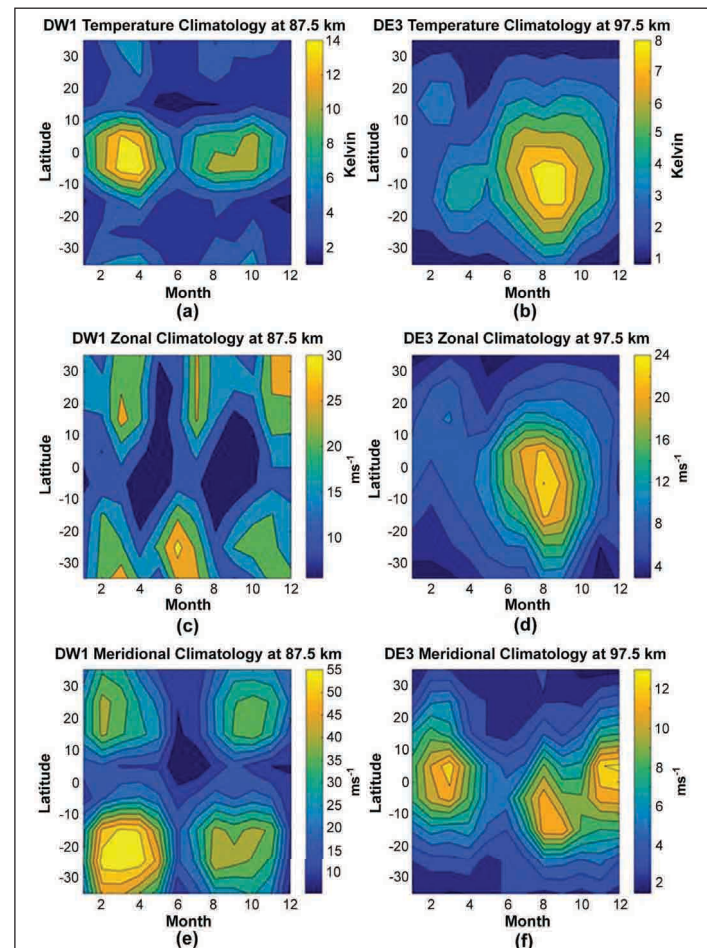 DW1 Temperature Climatology at 87.5 km
30
20
10
0
-10
-20
-30
Latitude
2 4 6 8 10 12
Month
14
12
10
8
6
4
2
Kelvin
(a)
DE3 Temperature Climatology at 97.5 km
30
20
10
0
-10
-20
-30
Latitude
2 4 6 8 10 12
Month
8
7
6
5
4
3
2
1
Kelvin
(b)
DW1 Zonal Climatology at 87.5 km
30
20
10
0
-10
-20
-30
Latitude
2 4 6 8 10 12
Month
30
25
20
15
10
ms-1
(c)
DE3 Zonal Climatology at 97.5 km
30
20
10
0
-10
-20
-30
Latitude
2 4 6 8 10 12
Month
24
20
16
12
8
4
ms-1
(d)
DW1 Meridional Climatology at 87.5 km
30
20
10
0
-10
-20
-30
Latitude
2 4 6 8 10 12
Month
55
50
45
40
35
30
25
20
15
10
ms-1
(e)
DE3 Meridional Climatology at 97.5 km
30
20
10
0
-10
-20
-30
Latitude
2 4 6 8 10 12
Month
12
10
8
6
4
2
ms-1
(f)